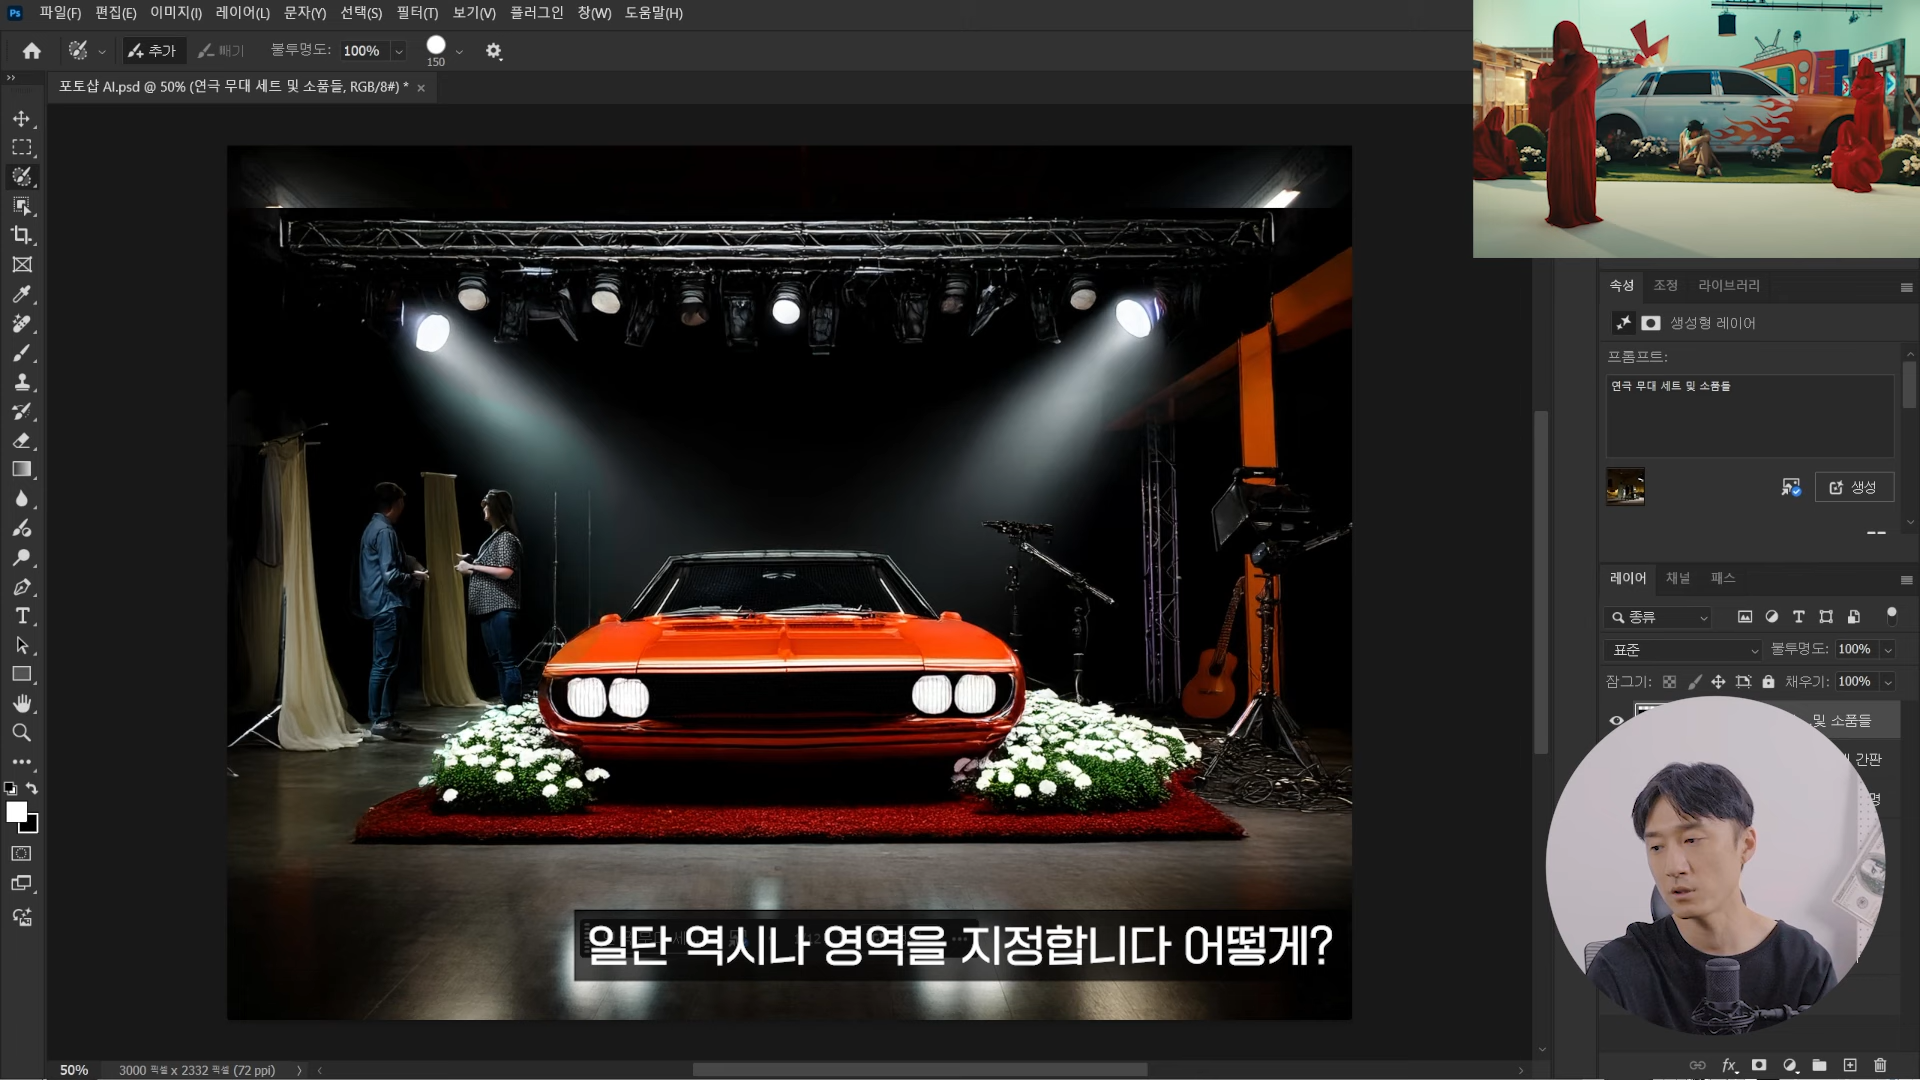 Ps 파일(F) 편집(E) 이미지(I) 레이어(L) 문자(Y) 선택(S) 필터(T) 보기(V) 플러그인 창(W) 도움말(H)
추가 빼기 불투명도: 100% 150
포토샵 AI.psd @ 50% (연극 무대 세트 및 소품들, RGB/8#) * ×
속성 조정 라이브러리
생성형 레이어
프롬프트:
연극 무대 세트 및 소품들
생성
레이어 채널 패스
종류
표준 불투명도: 100%
잠그기: 채우기: 100%
및 소품들
간판
명
일단 역시나 영역을 지정합니다 어떻게?
50% 3000 픽셀 x 2332 픽셀 (72 ppi)
fx